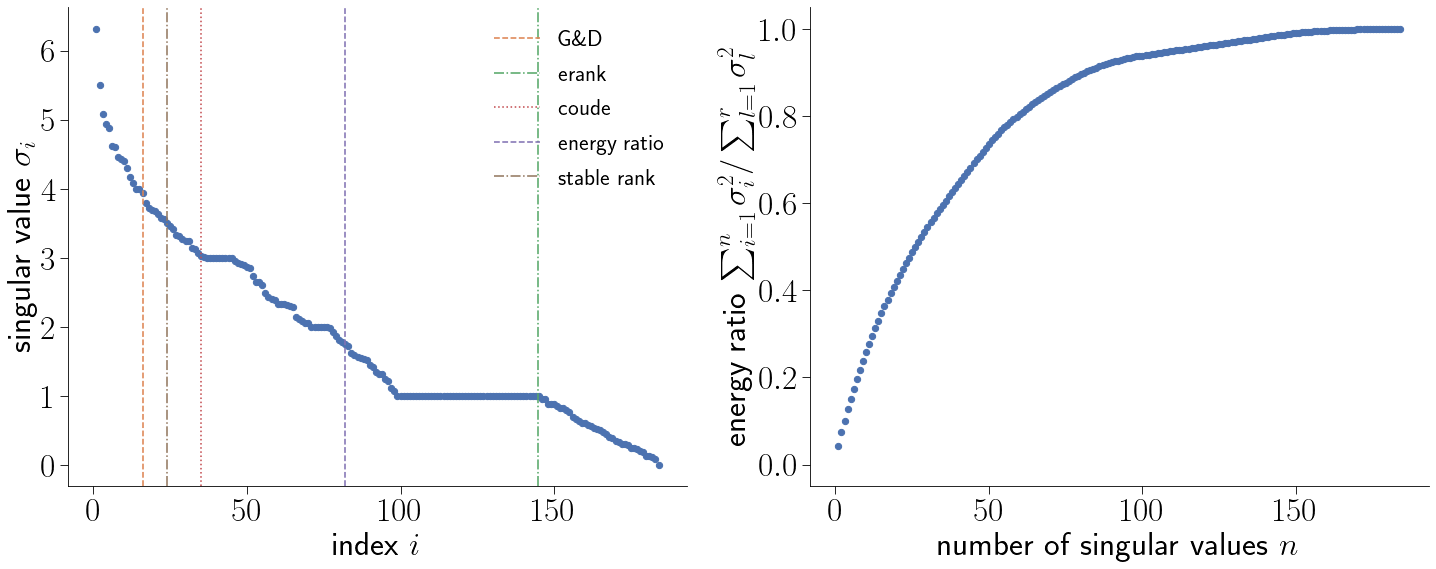 singular value σ_i
6
5
4
3
2
1
0
0 50 100 150
index i
G&D
erank
coude
energy ratio
stable rank
energy ratio ∑_{i=1}^{n} σ_i^2 / ∑_{l=1}^{r} σ_l^2
1.0
0.8
0.6
0.4
0.2
0.0
0 50 100 150
number of singular values n